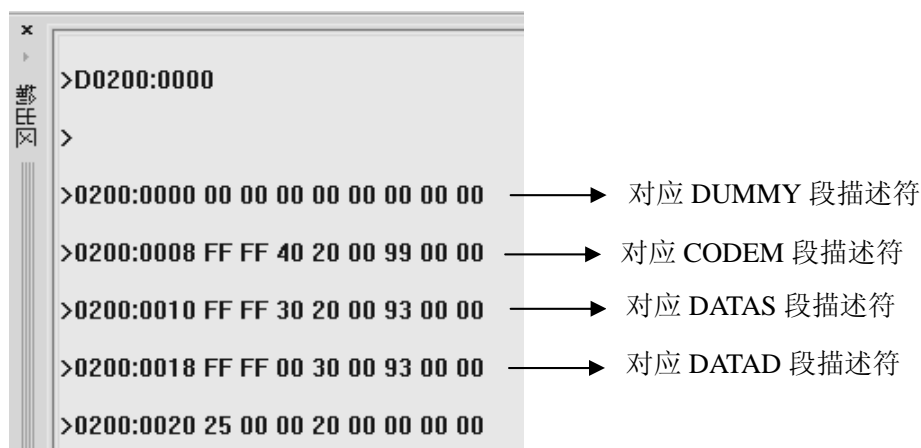 ×
输出区
>D0200:0000
>
>0200:0000 00 00 00 00 00 00 00 00 对应 DUMMY 段描述符
>0200:0008 FF FF 40 20 00 99 00 00 对应 CODEM 段描述符
>0200:0010 FF FF 30 20 00 93 00 00 对应 DATAS 段描述符
>0200:0018 FF FF 00 30 00 93 00 00 对应 DATAD 段描述符
>0200:0020 25 00 00 20 00 00 00 00